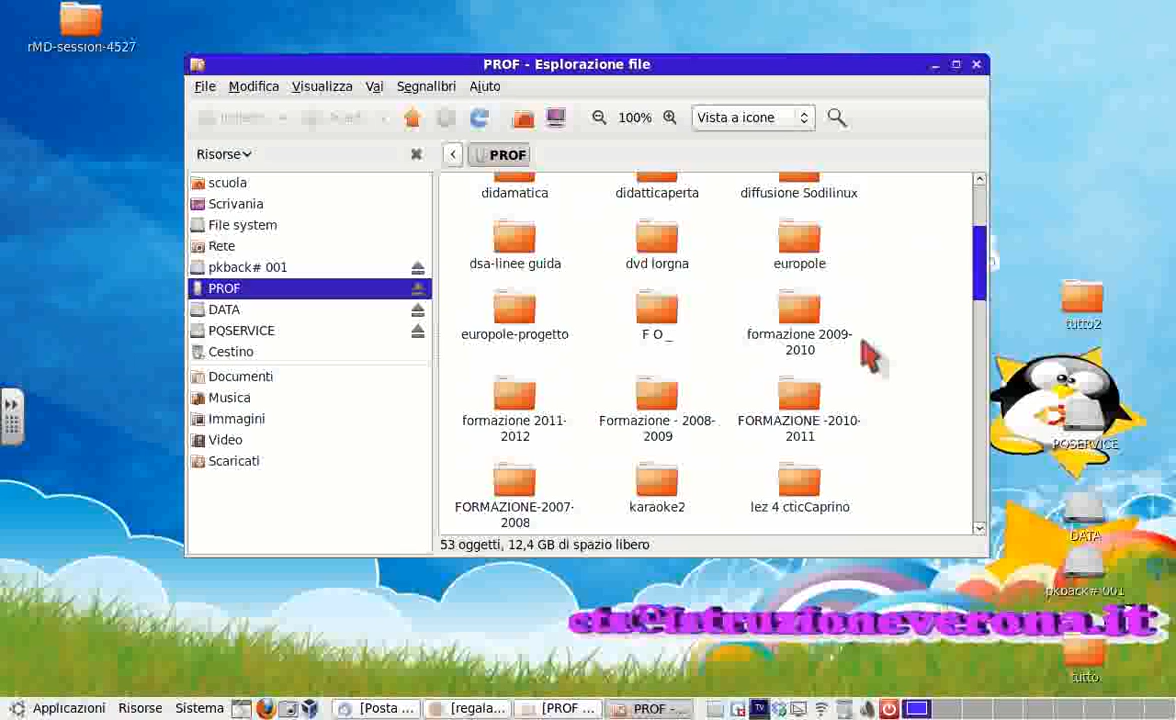 rMD-session-4527
PROF - Esplorazione file
File Modifica Visualizza Vai Segnalibri Aiuto
100% Vista a icone
Risorse
PROF
scuola
Scrivania
File system
Rete
pkback# 001
PROF
DATA
PQSERVICE
Cestino
Documenti
Musica
Immagini
Video
Scaricati
didamatica didatticaperta diffusione Sodilinux
dsa-linee guida dvd lorgna europole
europole-progetto F O _ formazione 2009-
2010
formazione 2011- Formazione - 2008- FORMAZIONE -2010-
2012 2009 2011
FORMAZIONE-2007- karaoke2 lez 4 cticCaprino
2008
53 oggetti, 12,4 GB di spazio libero
tutto2
PQSERVICE
DATA
pkback# 001
cti@istruzioneverona.it
tutto
Applicazioni Risorse Sistema [Posta ... [regala... [PROF ... PROF -...
TV